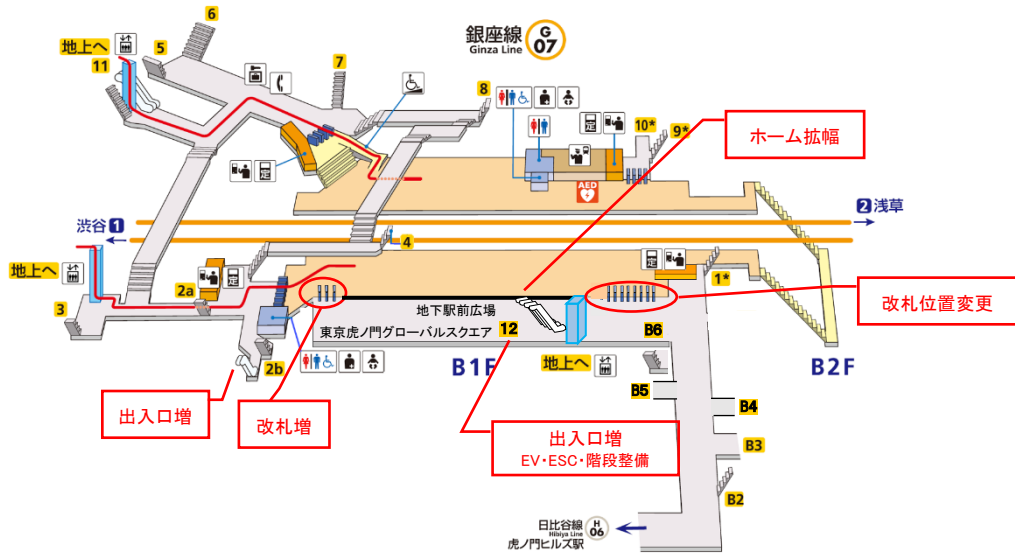 6
銀座線
Ginza Line
G
07
地上へ
5
11
7
8
10*
9*
ホーム拡幅
AED
渋谷 1
2 浅草
4
地上へ
2a
1*
3
地下駅前広場
改札位置変更
東京虎ノ門グローバルスクエア
12
B6
2b
B1F
地上へ
B2F
B5
B4
出入口増
改札増
出入口増
EV・ESC・階段整備
B3
B2
日比谷線
Hibiya Line
H
06
虎ノ門ヒルズ駅